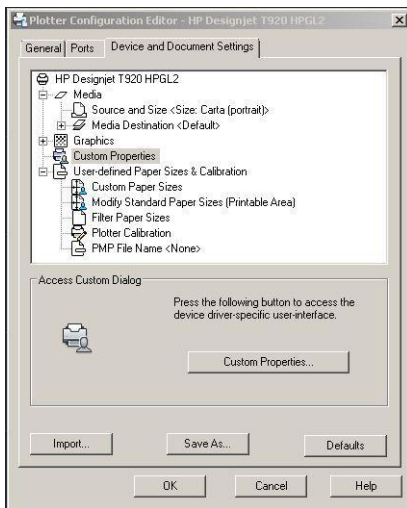 Plotter Configuration Editor - HP Designjet T920 HPGL2
General Ports Device and Document Settings
HP Designjet T920 HPGL2
Media
Source and Size <Size: Carta (portrait)>
Media Destination <Default>
Graphics
Custom Properties
User-defined Paper Sizes & Calibration
Custom Paper Sizes
Modify Standard Paper Sizes (Printable Area)
Filter Paper Sizes
Plotter Calibration
PMP File Name <None>
Access Custom Dialog
Press the following button to access the
device driver-specific user-interface.
Custom Properties...
Import... Save As... Defaults
OK Cancel Help